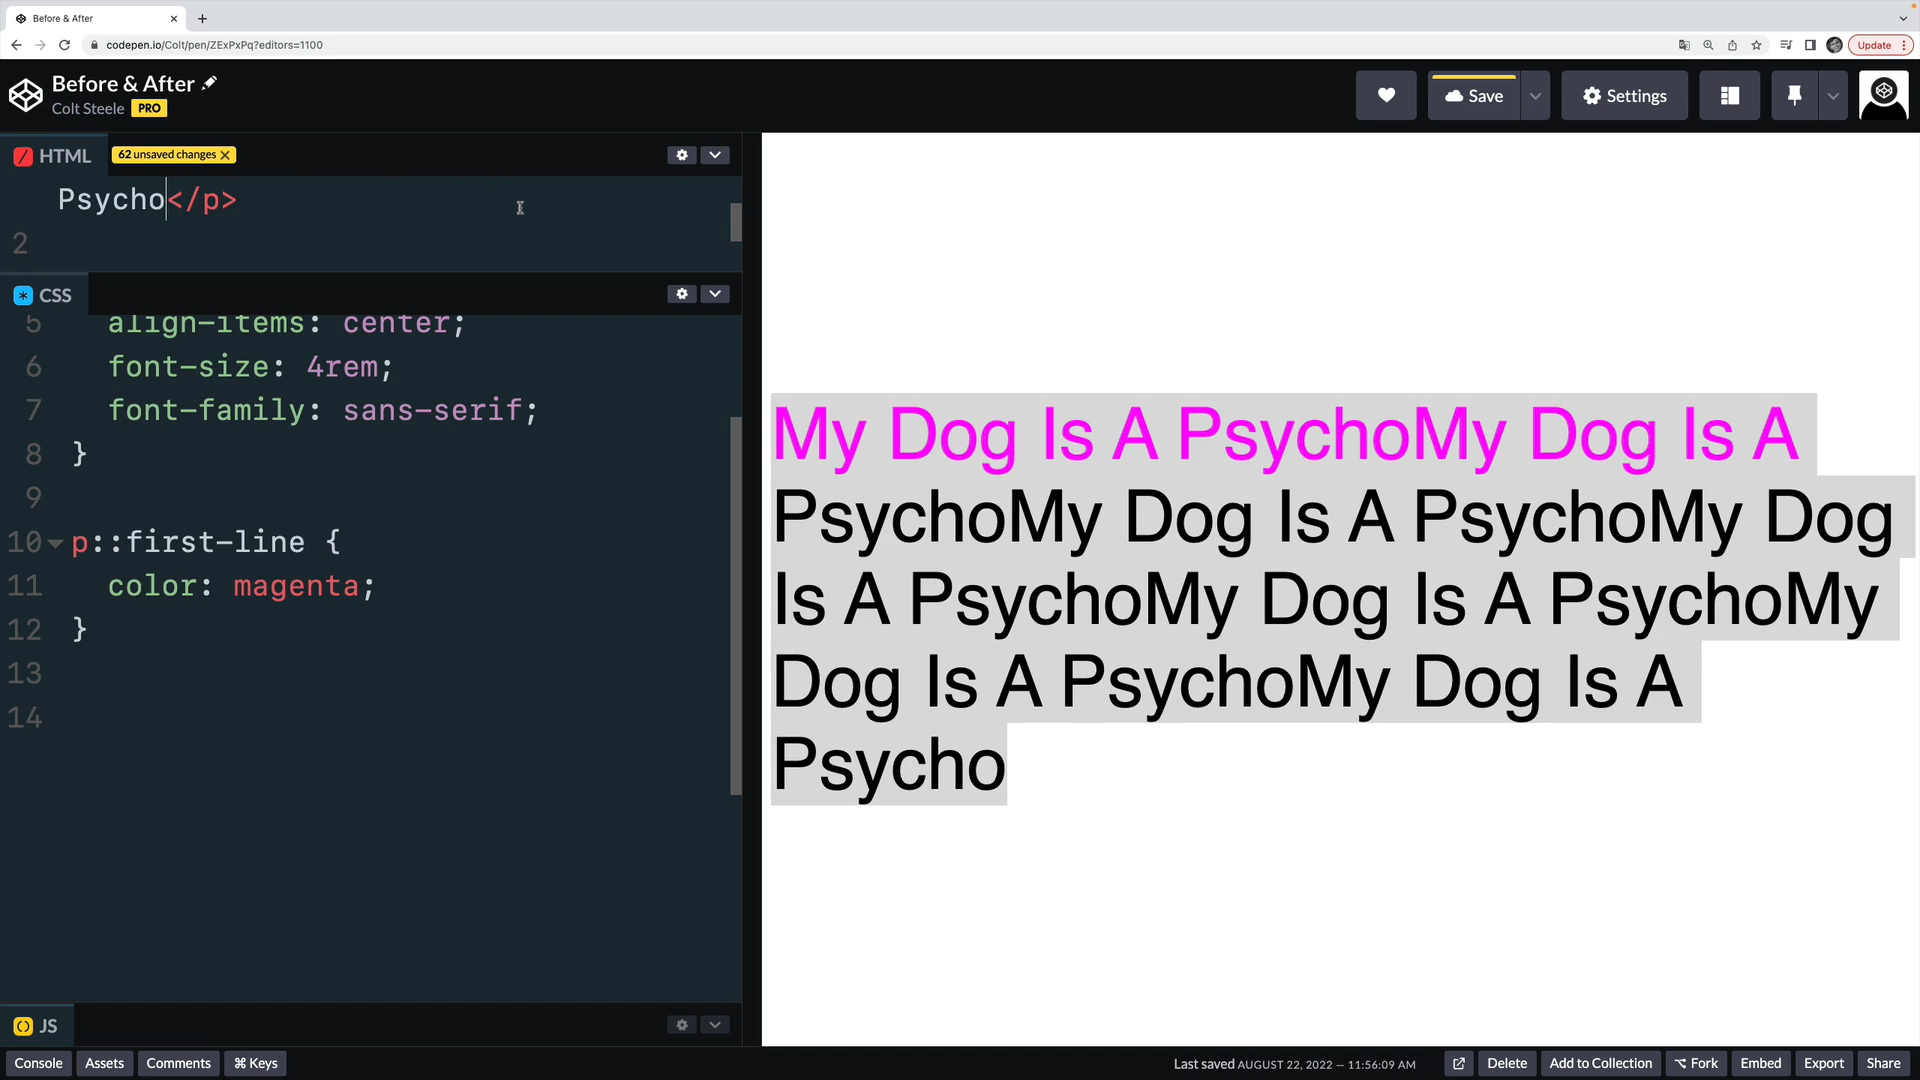 Before & After
codepen.io/Colt/pen/ZExPxPq?editors=1100
Update
Before & After
Colt Steele PRO
Save
Settings
HTML
62 unsaved changes
Psycho</p>
2
CSS
5 align-items: center;
6 font-size: 4rem;
7 font-family: sans-serif;
8 }
9
10 p::first-line {
11 color: magenta;
12 }
13
14
My Dog Is A PsychoMy Dog Is A
PsychoMy Dog Is A PsychoMy Dog
Is A PsychoMy Dog Is A PsychoMy
Dog Is A PsychoMy Dog Is A
Psycho
JS
Console
Assets
Comments
⌘ Keys
Last saved AUGUST 22, 2022 — 11:56:09 AM
Delete
Add to Collection
Fork
Embed
Export
Share